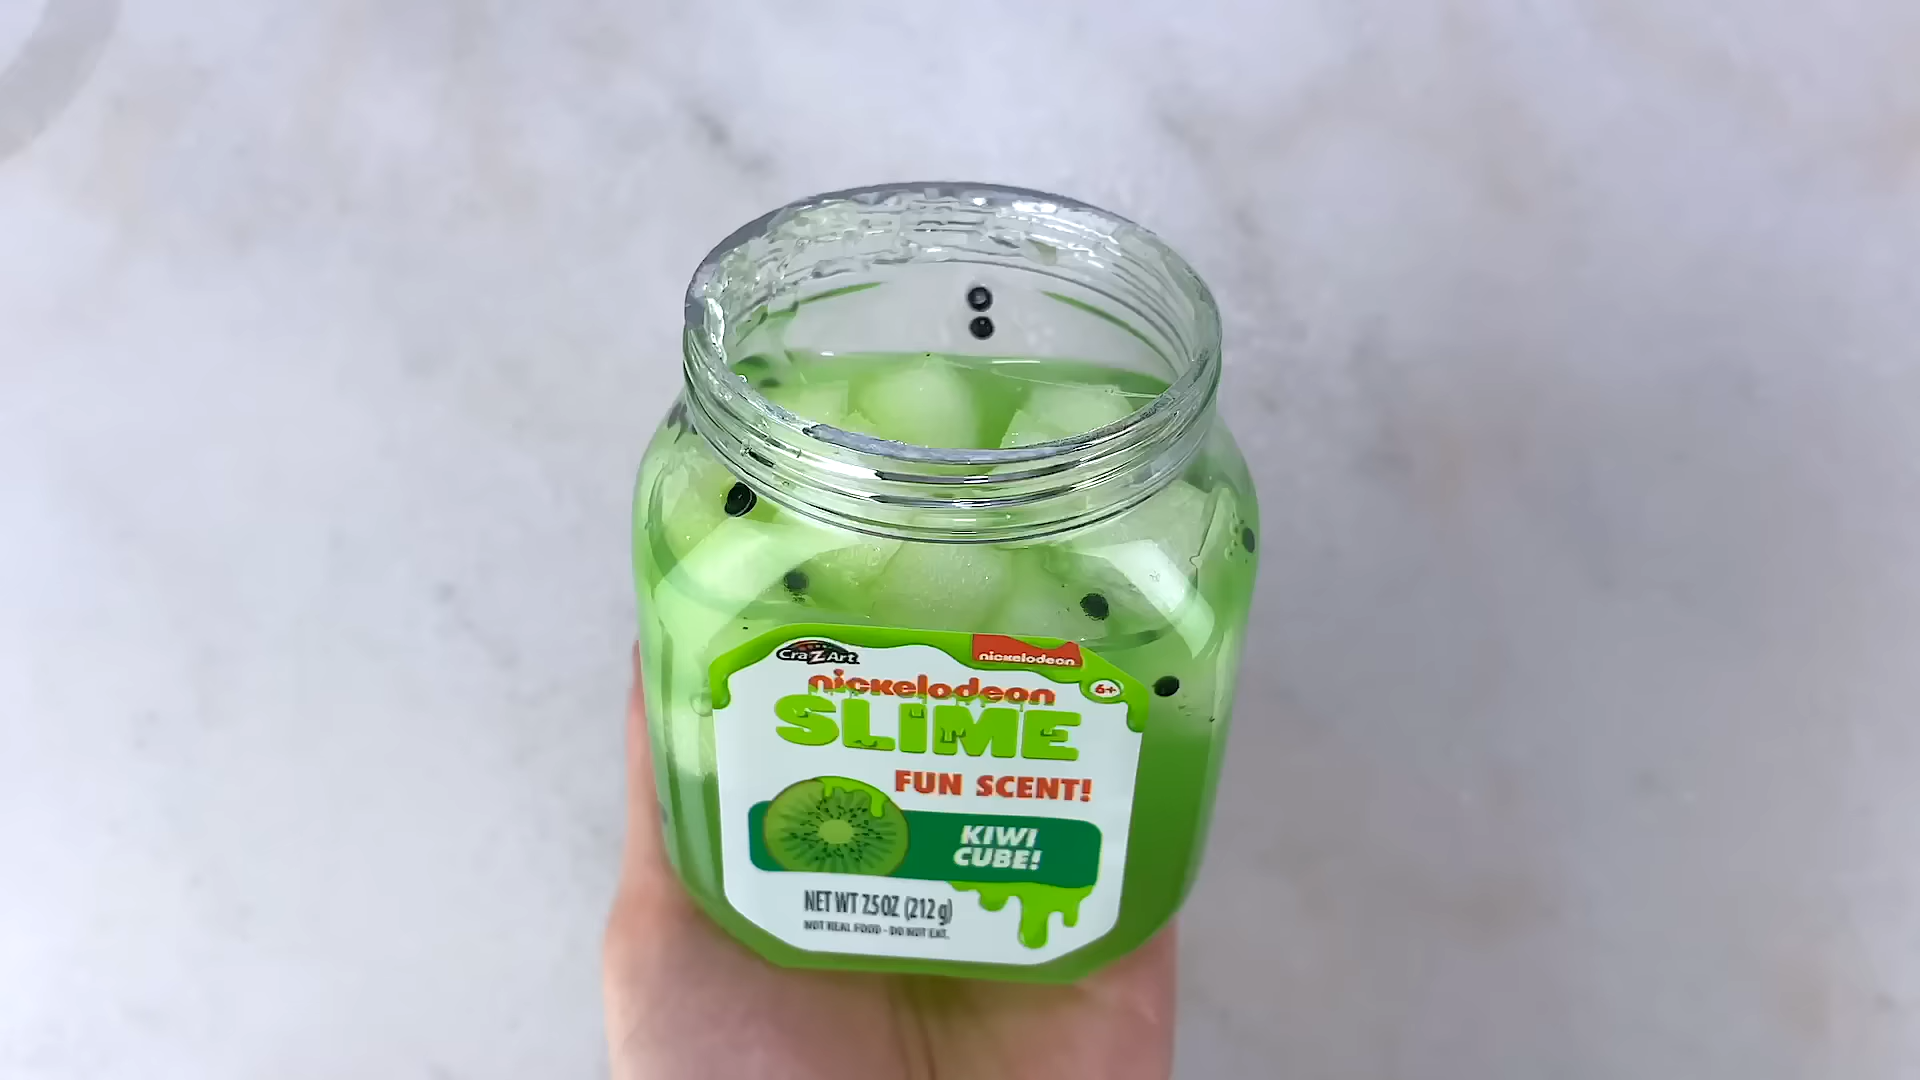 Cra-Z-Art
nickelodeon
nickelodeon
6+
SLIME
FUN SCENT!
KIWI
CUBE!
NET WT 7.5 OZ (212 g)
NOT REAL FOOD - DO NOT EAT.